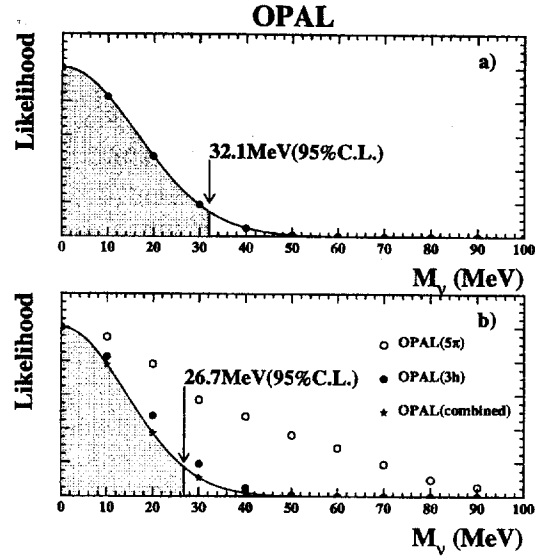 OPAL
Likelihood
a)
32.1MeV(95%C.L.)
0 10 20 30 40 50 60 70 80 90 100
Mν (MeV)
Likelihood
b)
OPAL(5π)
OPAL(3h)
OPAL(combined)
26.7MeV(95%C.L.)
0 10 20 30 40 50 60 70 80 90 100
Mν (MeV)